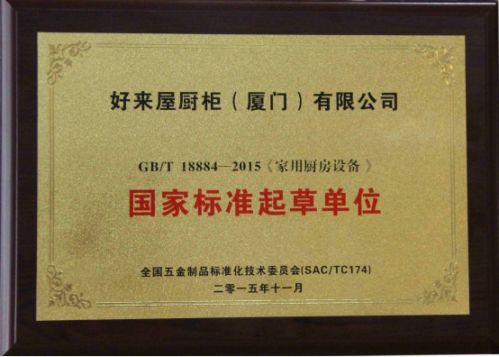 好来屋厨柜（厦门）有限公司
GB/T 18884—2015《家用厨房设备》
国家标准起草单位
全国五金制品标准化技术委员会(SAC/TC174)
二零一五年十一月